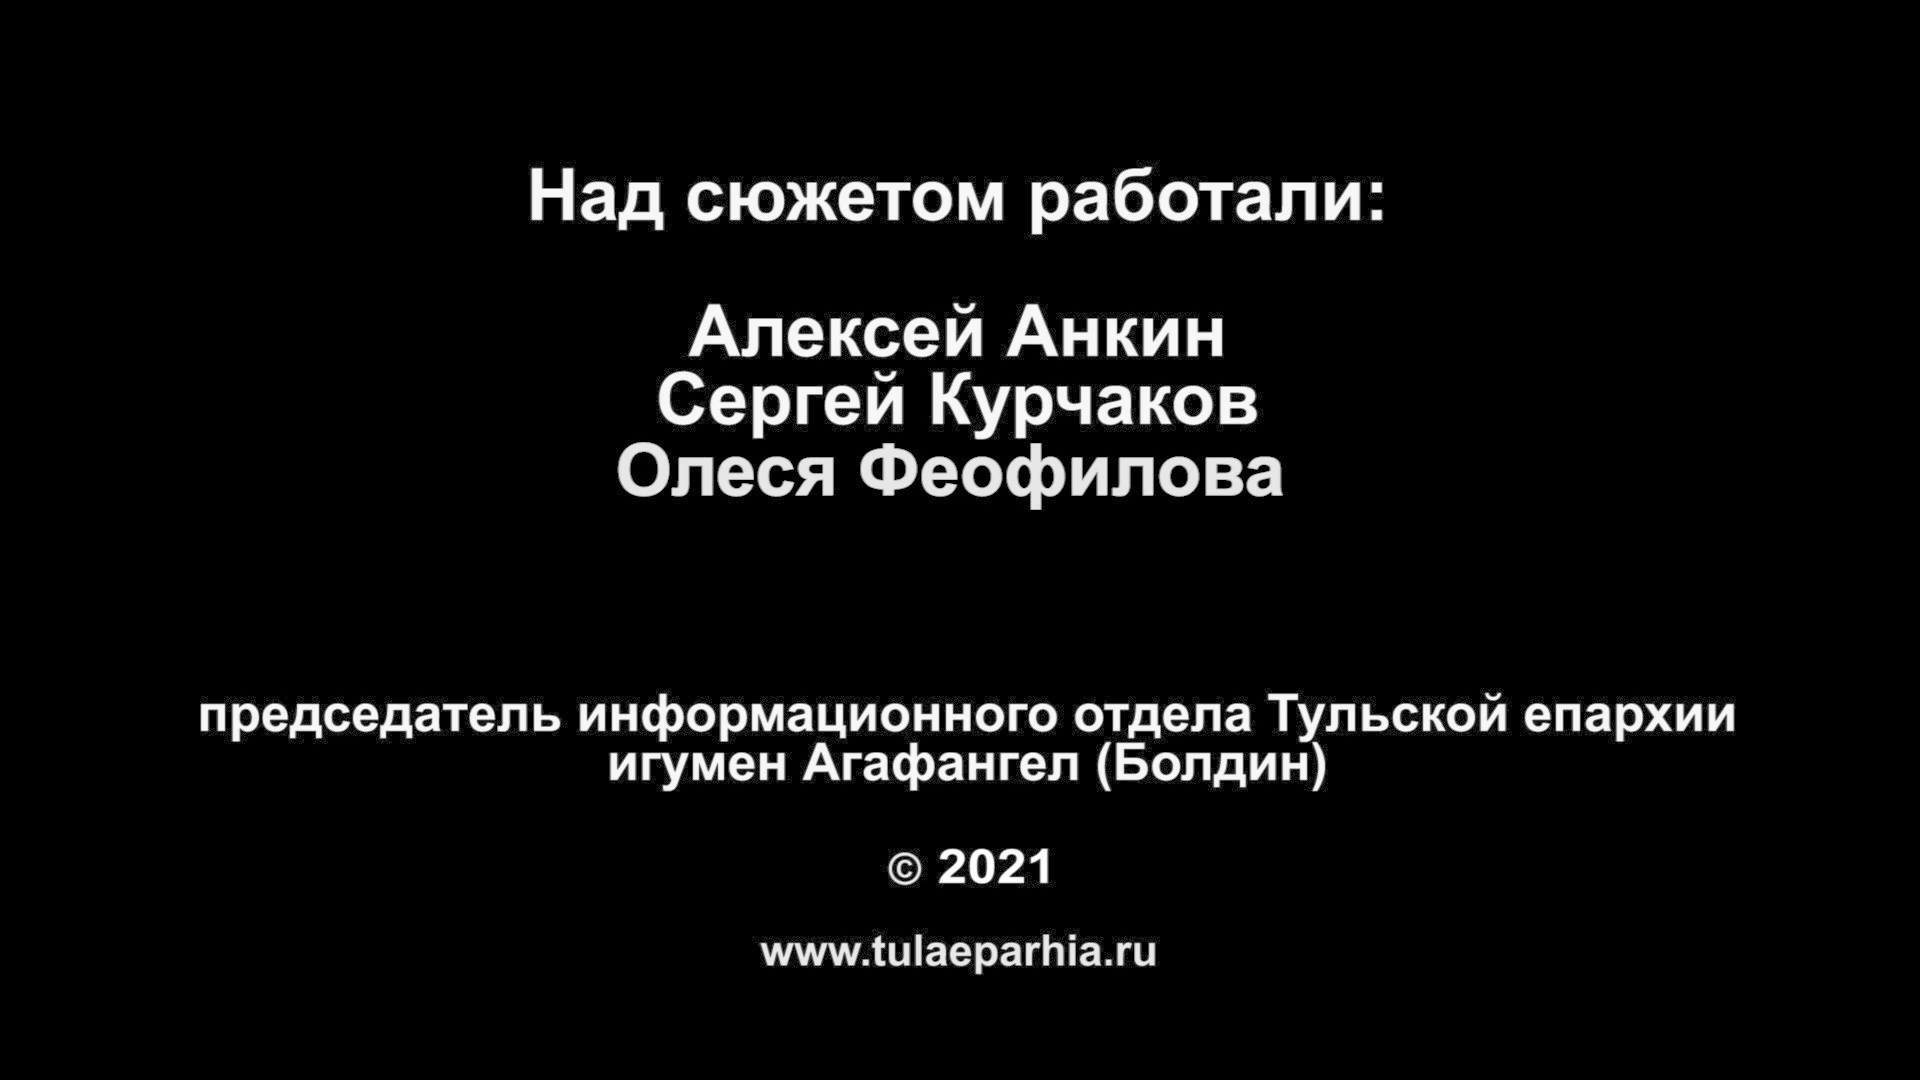 Над сюжетом работали:
Алексей Анкин
Сергей Курчаков
Олеся Феофилова
председатель информационного отдела Тульской епархии
игумен Агафангел (Болдин)
© 2021
www.tulaeparhia.ru